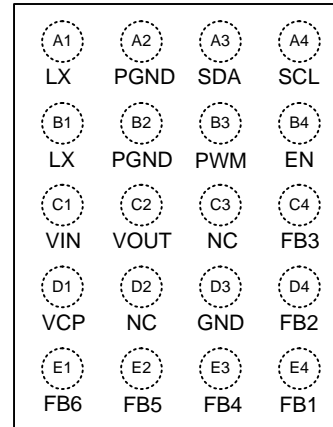 A1 A2 A3 A4
LX PGND SDA SCL
B1 B2 B3 B4
LX PGND PWM EN
C1 C2 C3 C4
VIN VOUT NC FB3
D1 D2 D3 D4
VCP NC GND FB2
E1 E2 E3 E4
FB6 FB5 FB4 FB1